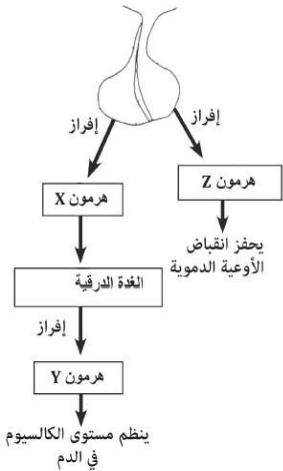 إفراز
إفراز
هرمون Z
هرمون X
يحفز انقباض
الأوعية الدموية
الغدة الدرقية
إفراز
هرمون Y
ينظم مستوى الكالسيوم
في الدم